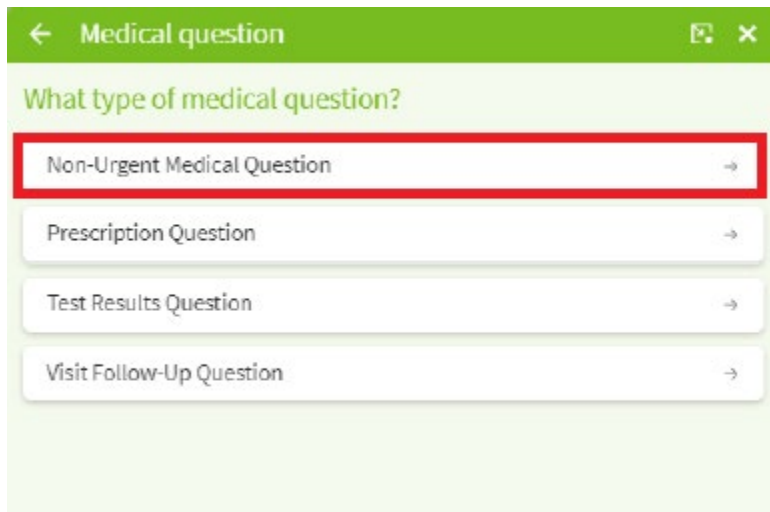 Medical question
What type of medical question?
Non-Urgent Medical Question
Prescription Question
Test Results Question
Visit Follow-Up Question